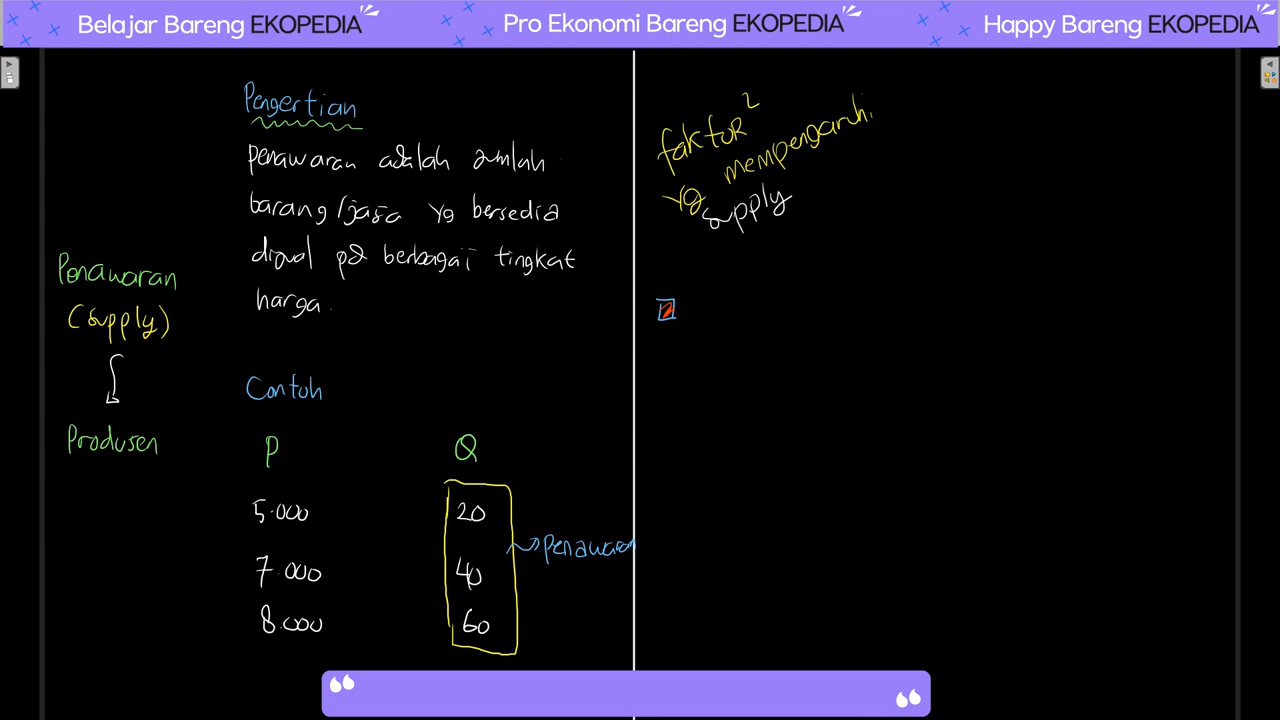 Belajar Bareng EKOPEDIA
Pro Ekonomi Bareng EKOPEDIA
Happy Bareng EKOPEDIA
Penawaran
(Supply)
Produsen
Pengertian
penawaran adalah Jumlah
barang/jasa yg bersedia
dijual pd berbagai tingkat
harga.
Contoh
P Q
5.000 20
7.000 40
8.000 60
Penawaran
faktor²
yg mempengaruhi
supply